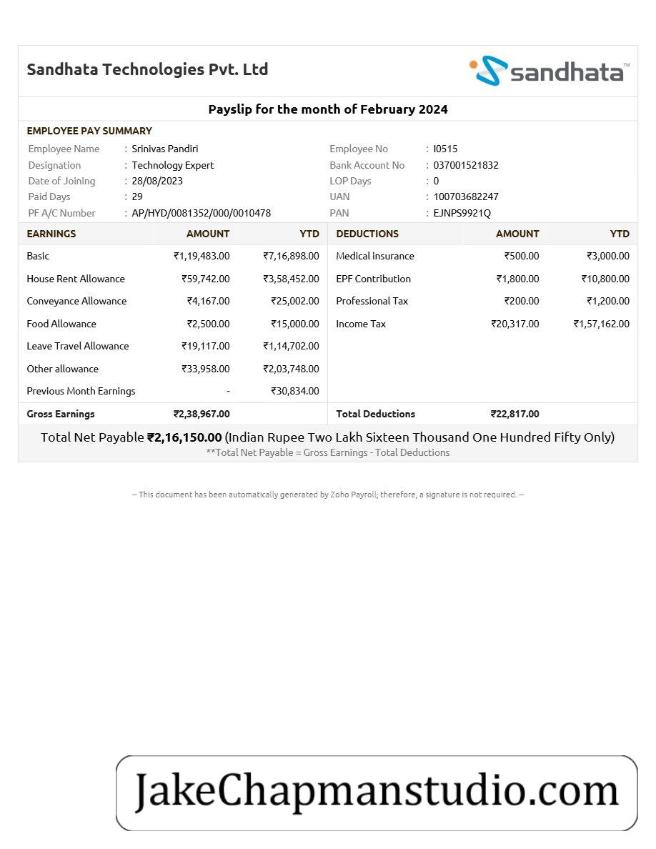 Sandhata Technologies Pvt. Ltd sandhata™
Payslip for the month of February 2024
EMPLOYEE PAY SUMMARY
Employee Name : Srinivas Pandiri Employee No : I0515
Designation : Technology Expert Bank Account No : 037001521832
Date of Joining : 28/08/2023 LOP Days : 0
Paid Days : 29 UAN : 100703682247
PF A/C Number : AP/HYD/0081352/000/0010478 PAN : EJNPS9921Q
EARNINGS AMOUNT YTD DEDUCTIONS AMOUNT YTD
Basic ₹1,19,483.00 ₹7,16,898.00 Medical Insurance ₹500.00 ₹3,000.00
House Rent Allowance ₹59,742.00 ₹3,58,452.00 EPF Contribution ₹1,800.00 ₹10,800.00
Conveyance Allowance ₹4,167.00 ₹25,002.00 Professional Tax ₹200.00 ₹1,200.00
Food Allowance ₹2,500.00 ₹15,000.00 Income Tax ₹20,317.00 ₹1,57,162.00
Leave Travel Allowance ₹19,117.00 ₹1,14,702.00
Other allowance ₹33,958.00 ₹2,03,748.00
Previous Month Earnings - ₹30,834.00
Gross Earnings ₹2,38,967.00 Total Deductions ₹22,817.00
Total Net Payable ₹2,16,150.00 (Indian Rupee Two Lakh Sixteen Thousand One Hundred Fifty Only)
**Total Net Payable = Gross Earnings - Total Deductions
-- This document has been automatically generated by Zoho Payroll; therefore, a signature is not required. --
JakeChapmanstudio.com